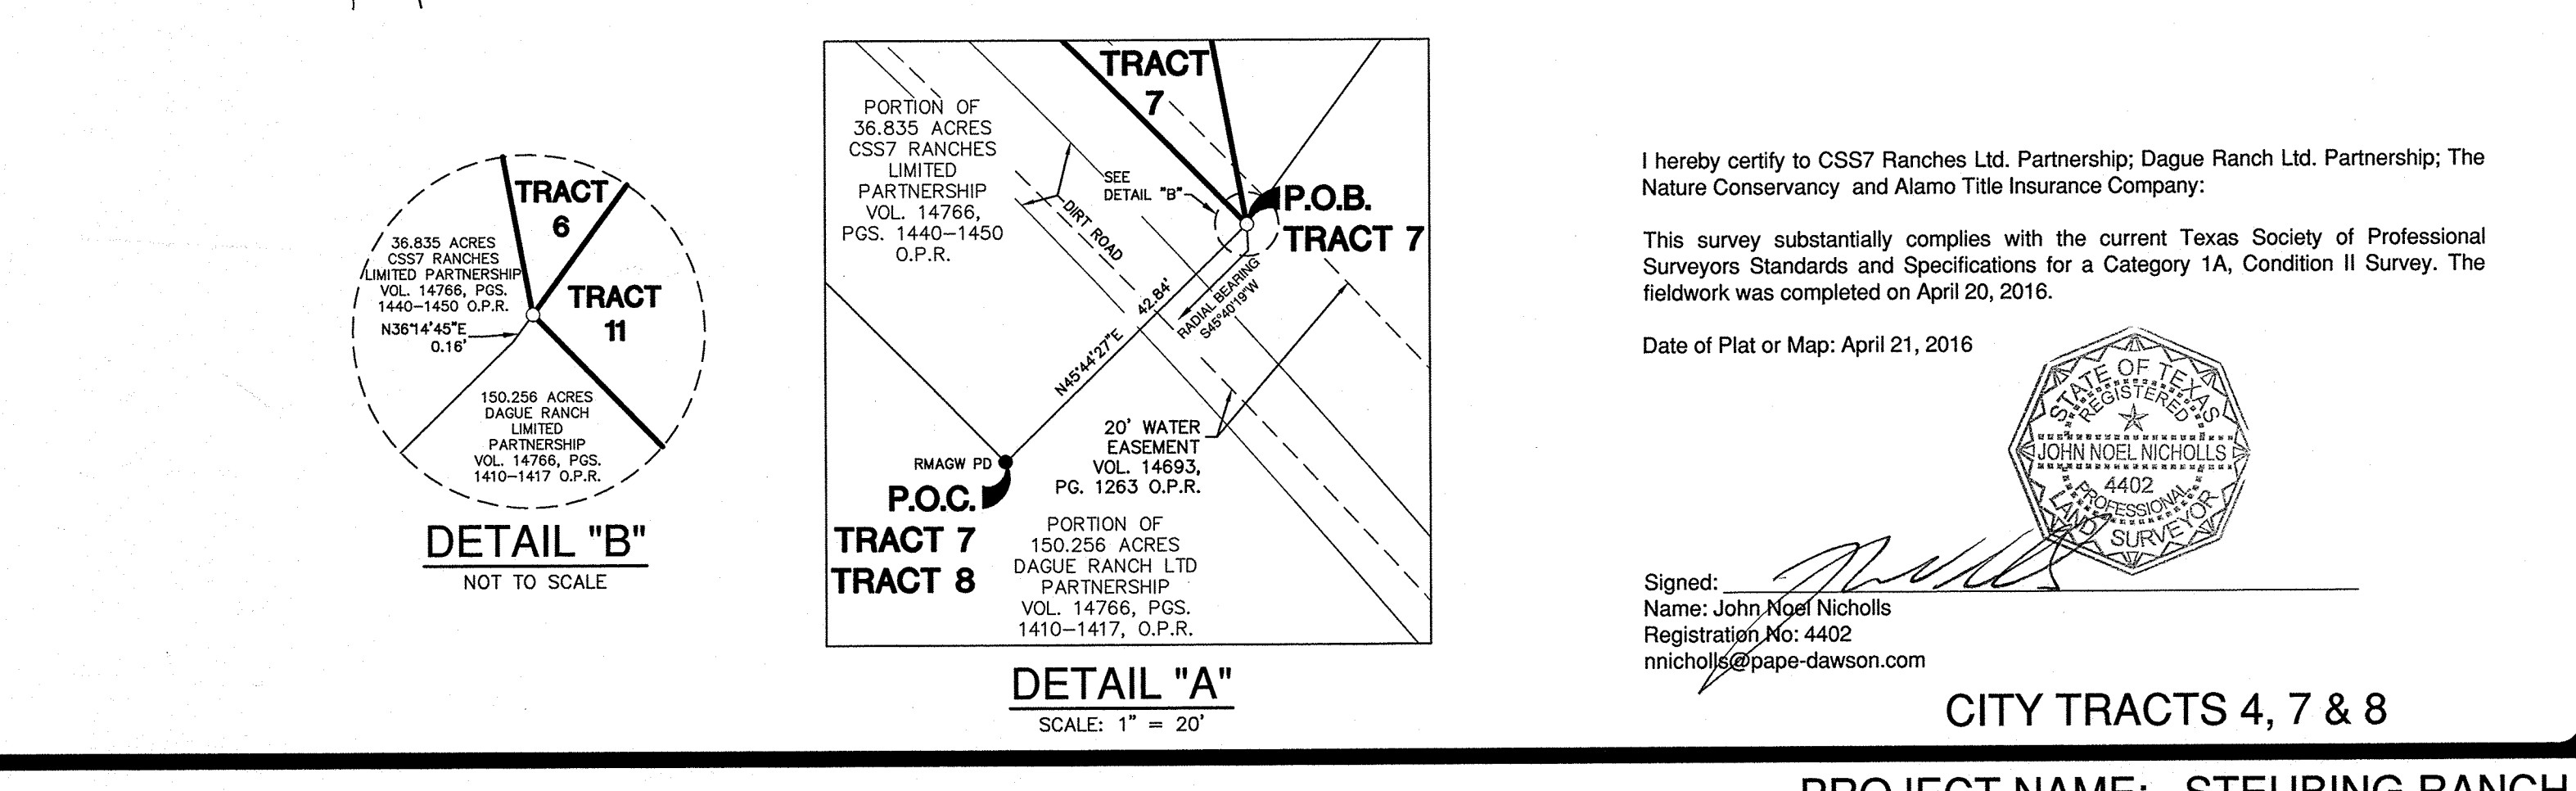 TRACT
6
36.835 ACRES
CSS7 RANCHES
LIMITED PARTNERSHIP
VOL. 14766, PGS.
1440-1450 O.P.R.
TRACT
11
N36°14'45"E
0.16'
150.256 ACRES
DAGUE RANCH
LIMITED
PARTNERSHIP
VOL. 14766, PGS.
1410-1417 O.P.R.
DETAIL "B"
NOT TO SCALE
TRACT
7
PORTION OF
36.835 ACRES
CSS7 RANCHES
LIMITED
PARTNERSHIP
VOL. 14766,
PGS. 1440-1450
O.P.R.
SEE
DETAIL "B"
DIRT ROAD
P.O.B.
TRACT 7
N45°44'27"E 42.84'
RADIAL BEARING
S45°40'19"W
20' WATER
EASEMENT
VOL. 14693,
PG. 1263 O.P.R.
RMAGW PD
P.O.C.
TRACT 7
TRACT 8
PORTION OF
150.256 ACRES
DAGUE RANCH LTD
PARTNERSHIP
VOL. 14766, PGS.
1410-1417, O.P.R.
DETAIL "A"
SCALE: 1" = 20'
I hereby certify to CSS7 Ranches Ltd. Partnership; Dague Ranch Ltd. Partnership; The
Nature Conservancy and Alamo Title Insurance Company:
This survey substantially complies with the current Texas Society of Professional
Surveyors Standards and Specifications for a Category 1A, Condition II Survey. The
fieldwork was completed on April 20, 2016.
Date of Plat or Map: April 21, 2016
STATE OF TEXAS
REGISTERED
JOHN NOEL NICHOLLS
4402
PROFESSIONAL
LAND SURVEYOR
Signed:
Name: John Noel Nicholls
Registration No: 4402
nnicholls@pape-dawson.com
CITY TRACTS 4, 7 & 8
PROJECT NAME: STEUBING RANCH